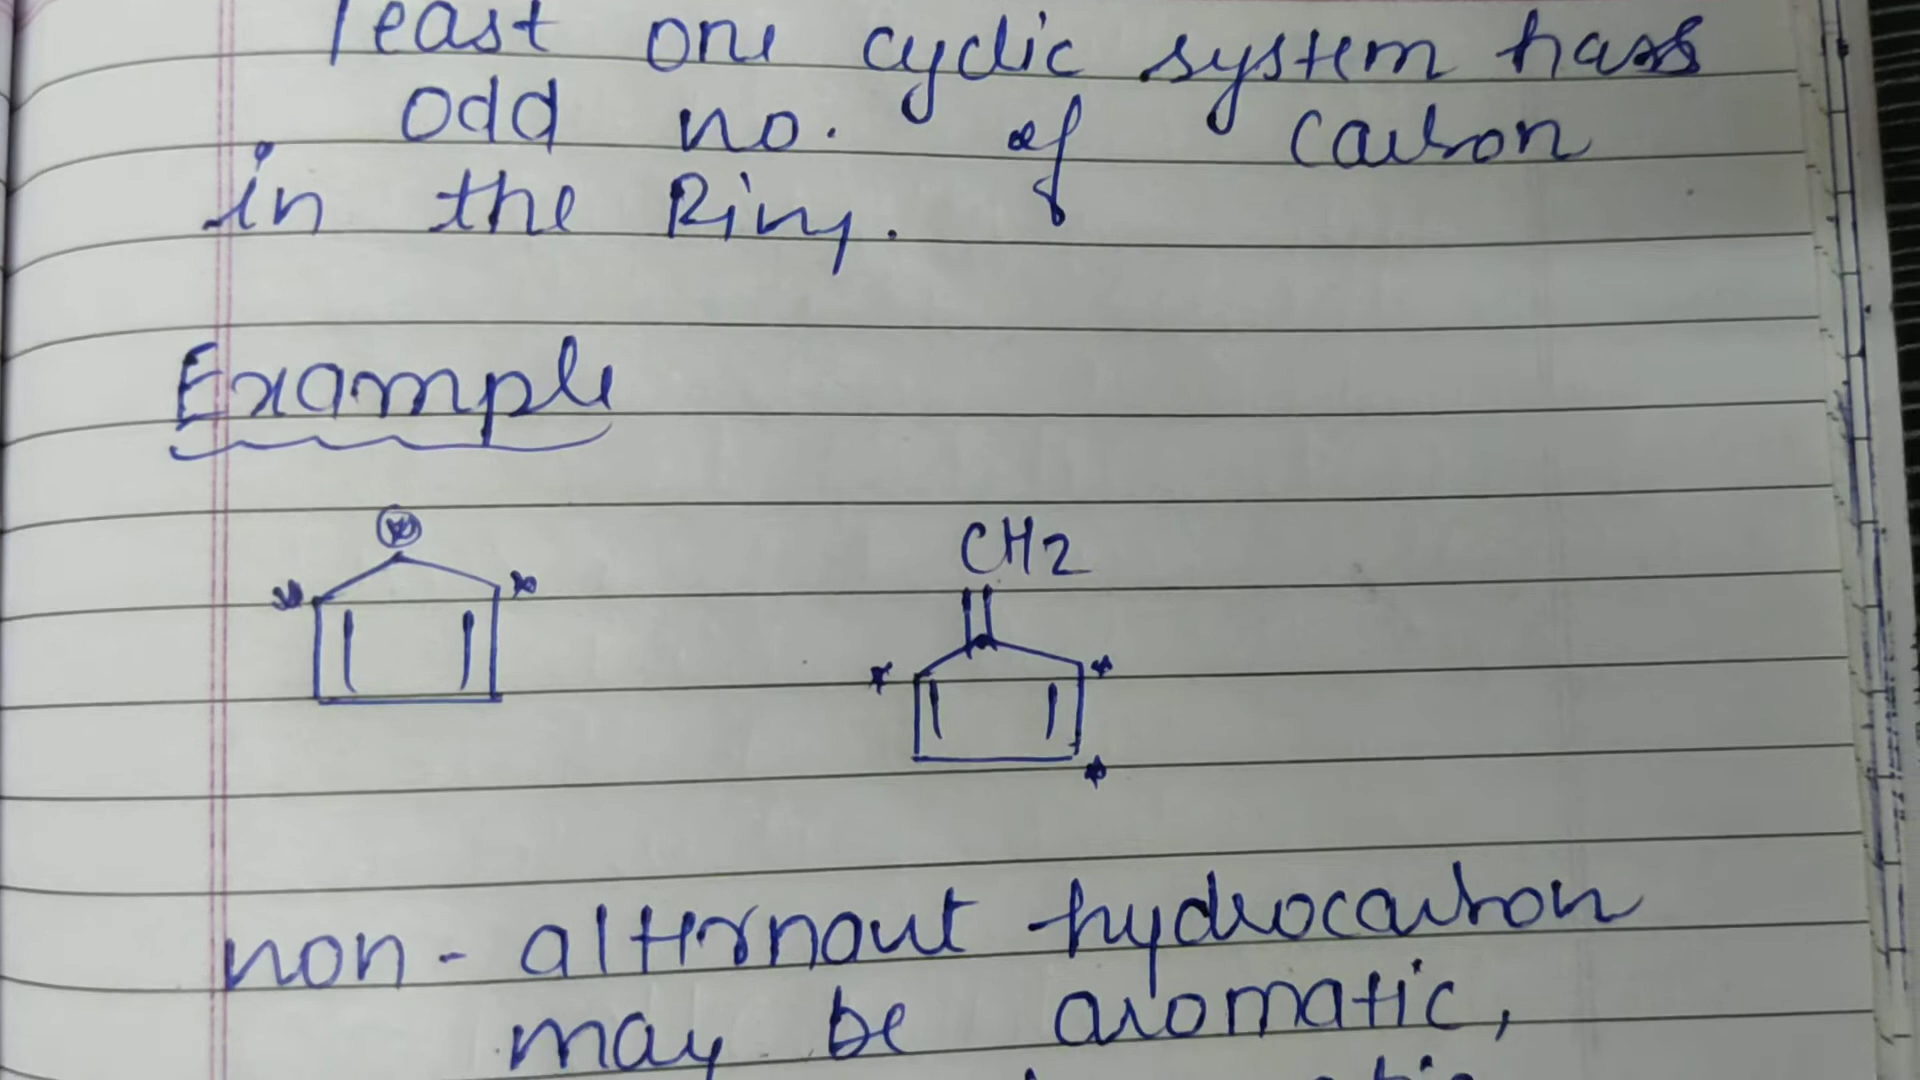 least one cyclic system has
odd no. of carbon
in the Ring.
Example
CH2
non-alternant hydrocarbon
may be aromatic,